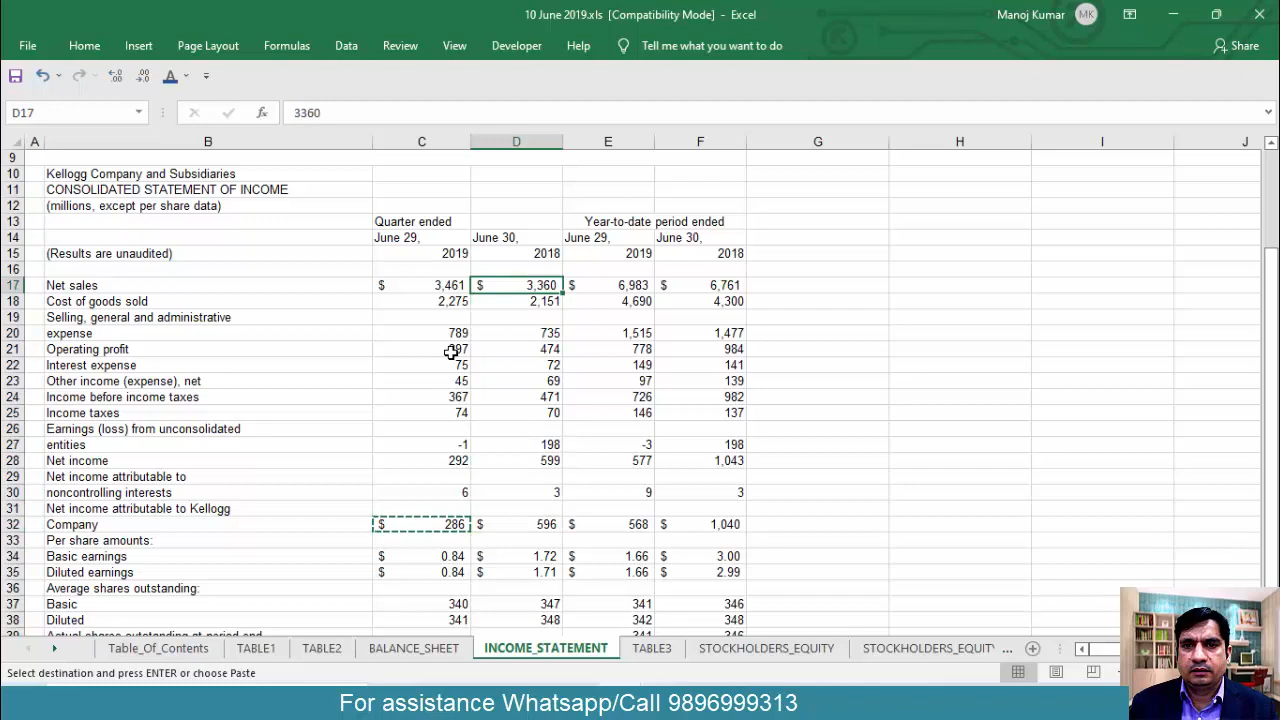 10 June 2019.xls [Compatibility Mode] - Excel
Manoj Kumar MK
File Home Insert Page Layout Formulas Data Review View Developer Help Tell me what you want to do Share
D17 fx 3360
A B C D E F G H I J
9
10 Kellogg Company and Subsidiaries
11 CONSOLIDATED STATEMENT OF INCOME
12 (millions, except per share data)
13 Quarter ended Year-to-date period ended
14 June 29, June 30, June 29, June 30,
15 (Results are unaudited) 2019 2018 2019 2018
16
17 Net sales $ 3,461 $ 3,360 $ 6,983 $ 6,761
18 Cost of goods sold 2,275 2,151 4,690 4,300
19 Selling, general and administrative
20 expense 789 735 1,515 1,477
21 Operating profit 474 778 984
22 Interest expense 75 72 149 141
23 Other income (expense), net 45 69 97 139
24 Income before income taxes 367 471 726 982
25 Income taxes 74 70 146 137
26 Earnings (loss) from unconsolidated
27 entities -1 198 -3 198
28 Net income 292 599 577 1,043
29 Net income attributable to
30 noncontrolling interests 6 3 9 3
31 Net income attributable to Kellogg
32 Company $ 286 $ 596 $ 568 $ 1,040
33 Per share amounts:
34 Basic earnings $ 0.84 $ 1.72 $ 1.66 $ 3.00
35 Diluted earnings $ 0.84 $ 1.71 $ 1.66 $ 2.99
36 Average shares outstanding:
37 Basic 340 347 341 346
38 Diluted 341 348 342 348
Actual shares outstanding at period end 341 346
Table_Of_Contents TABLE1 TABLE2 BALANCE_SHEET INCOME_STATEMENT TABLE3 STOCKHOLDERS_EQUITY STOCKHOLDERS_EQUIT ...
Select destination and press ENTER or choose Paste
For assistance Whatsapp/Call 9896999313